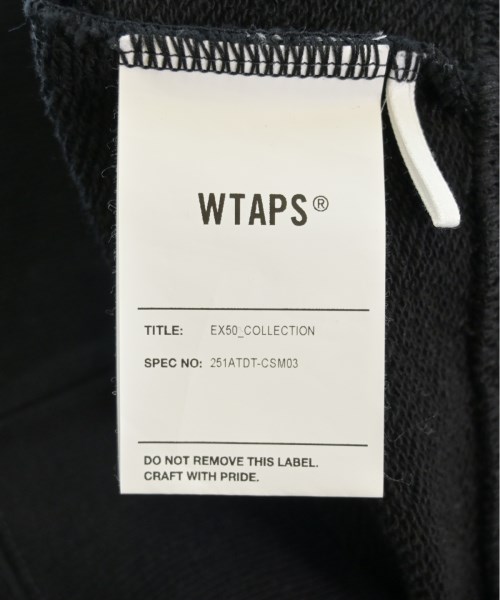 WTAPS®
TITLE: EX50_COLLECTION
SPEC NO: 251ATDT-CSM03
DO NOT REMOVE THIS LABEL.
CRAFT WITH PRIDE.